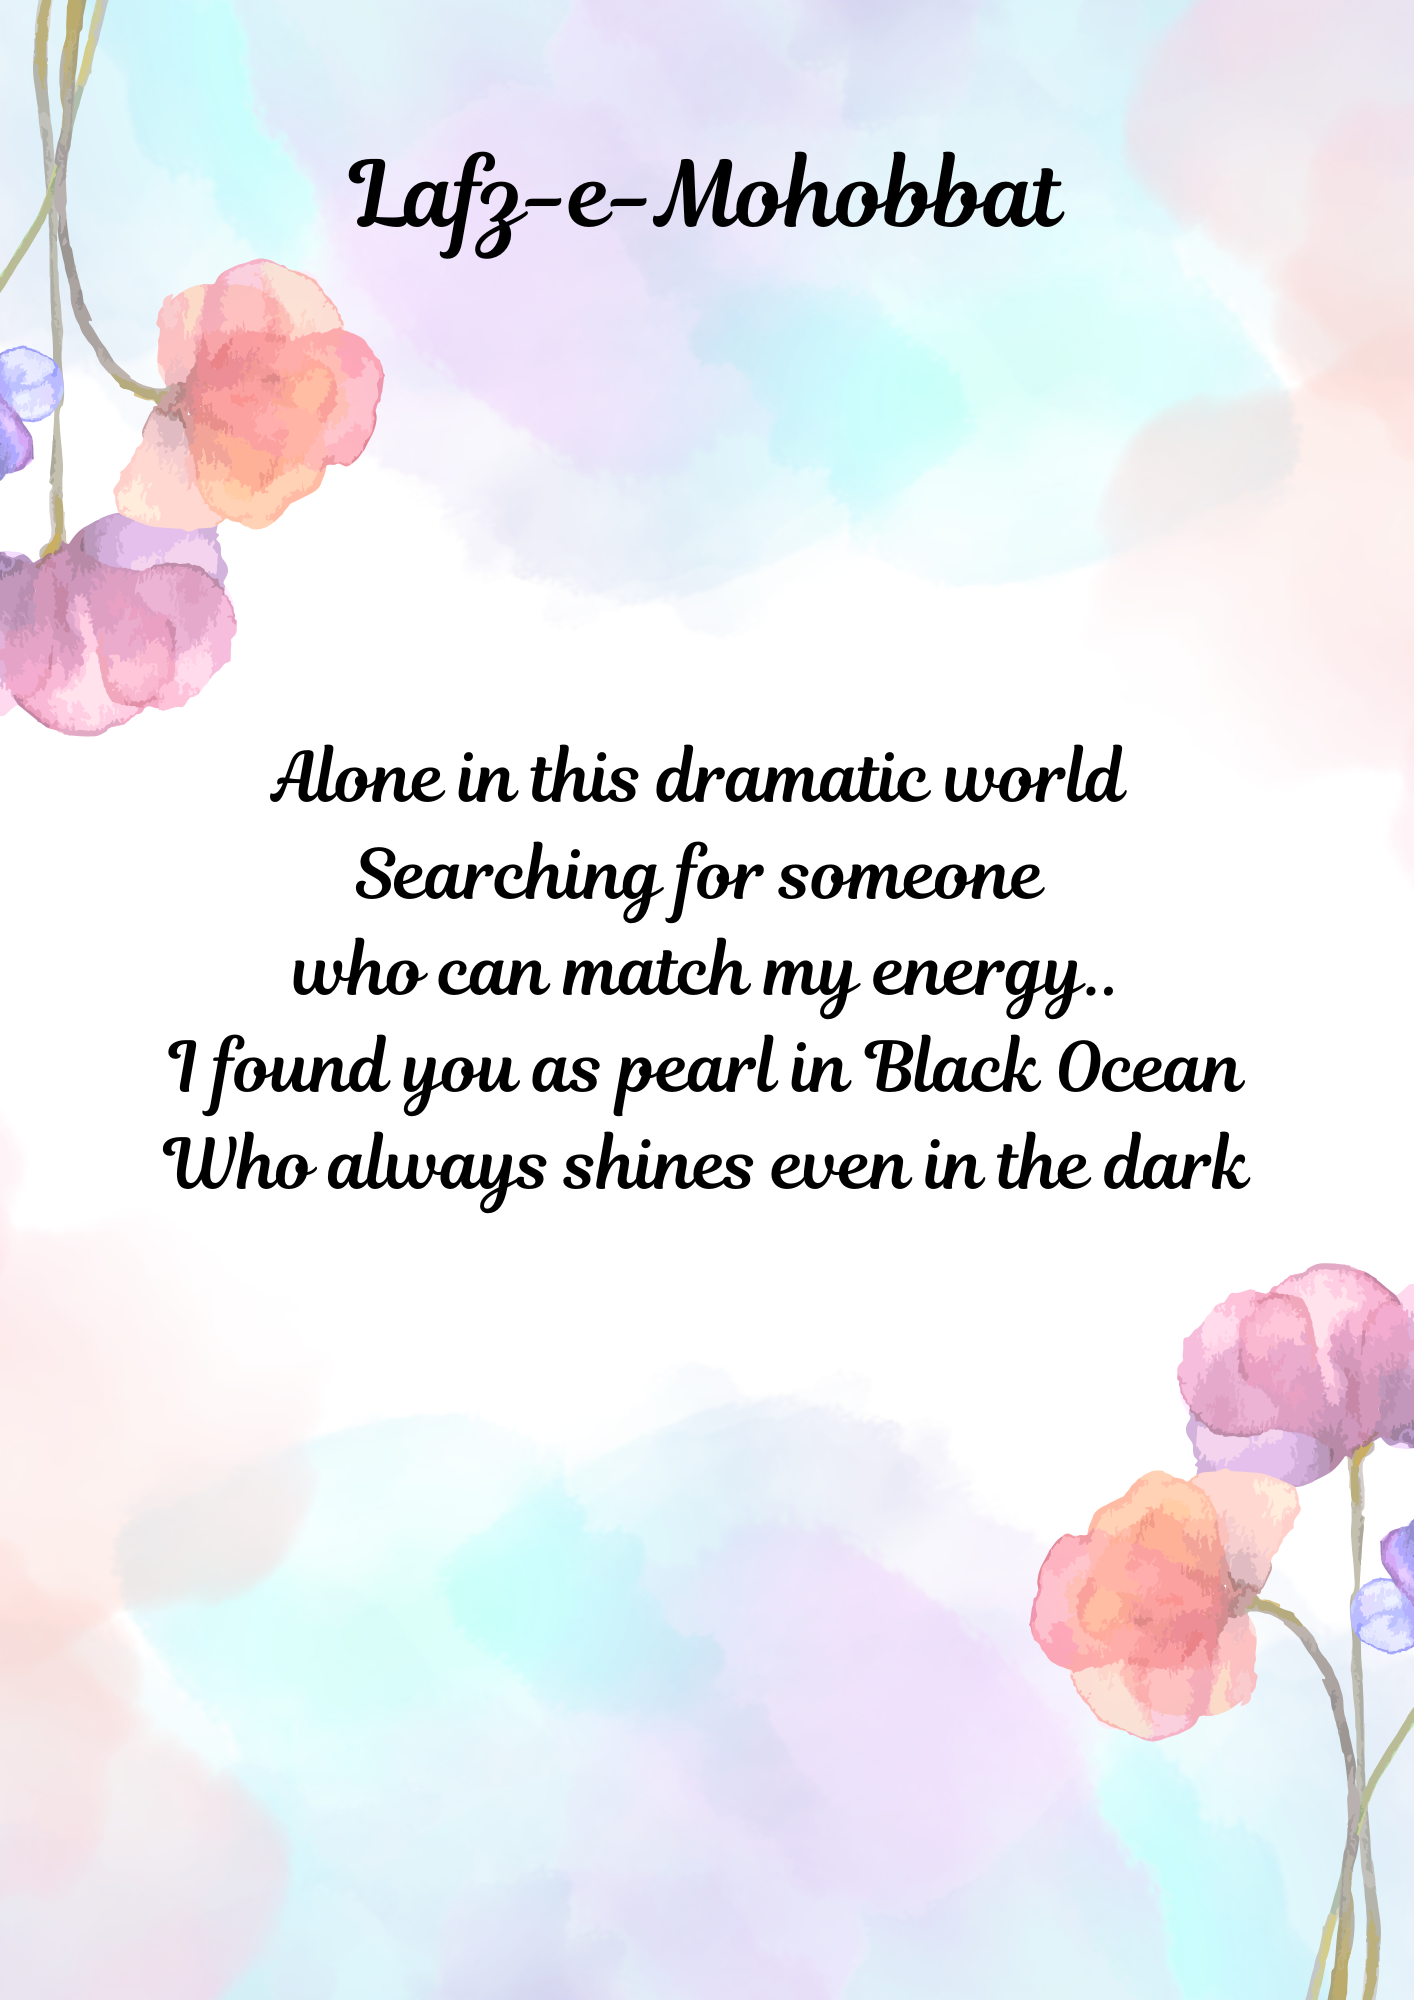 Lafz-e-Mohobbat
Alone in this dramatic world
Searching for someone
who can match my energy..
I found you as pearl in Black Ocean
Who always shines even in the dark